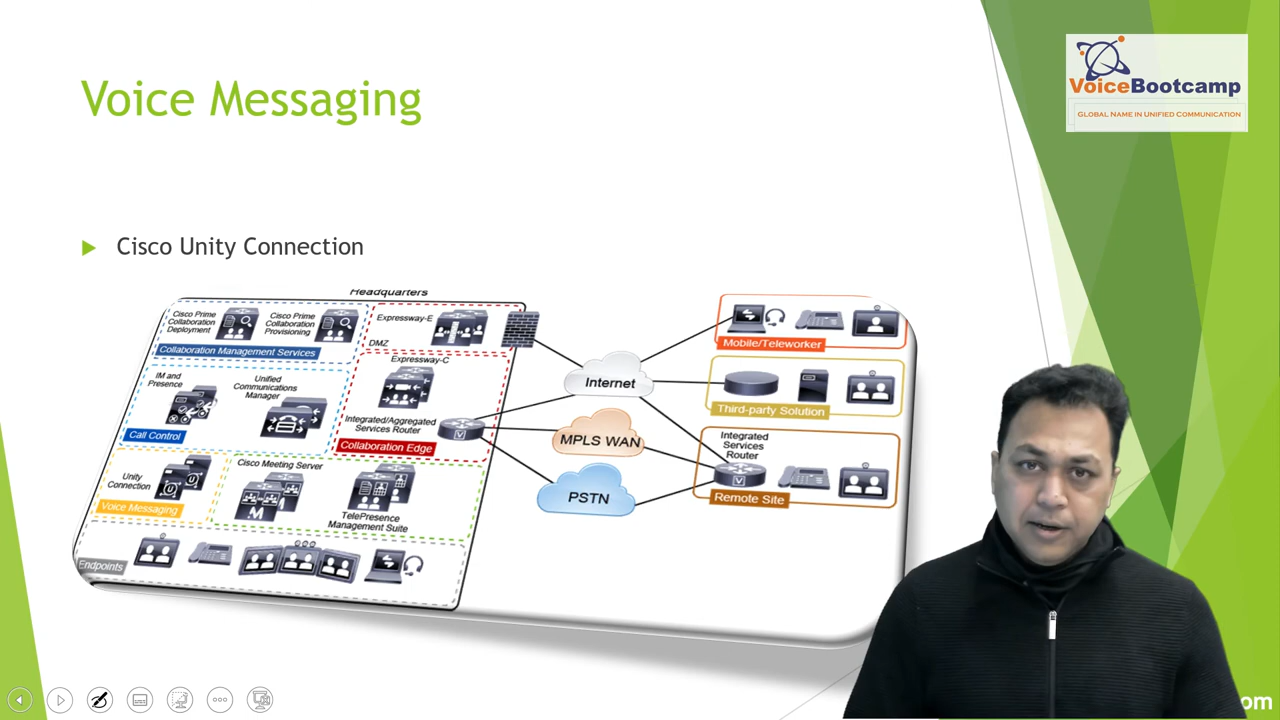 Voice Messaging
VoiceBootcamp
GLOBAL NAME IN UNIFIED COMMUNICATION
Cisco Unity Connection
Headquarters
Cisco Prime
Collaboration
Deployment
Cisco Prime
Collaboration
Provisioning
Collaboration Management Services
Expressway-E
DMZ
Expressway-C
IM and
Presence
Unified
Communications
Manager
Call Control
Integrated/Aggregated
Services Router
V
Collaboration Edge
Unity
Connection
Voice Messaging
Cisco Meeting Server
M
TelePresence
Management Suite
Endpoints
Internet
MPLS WAN
PSTN
Mobile/Teleworker
Third-party Solution
Integrated
Services
Router
V
Remote Site
om